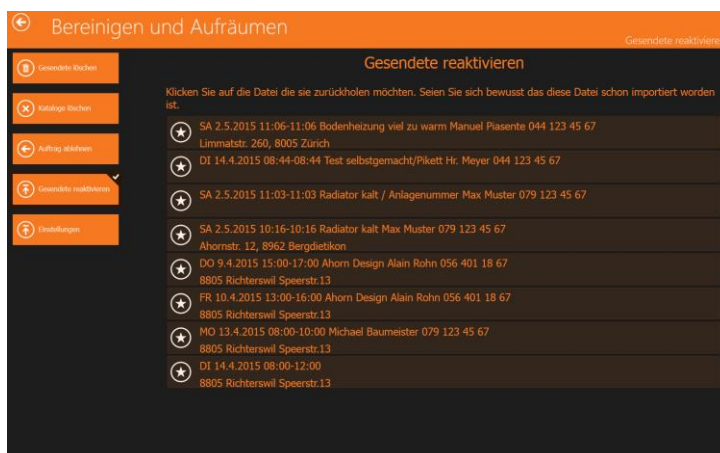 Bereinigen und Aufräumen
Gesendete reaktiviere
Gesendete löschen
Kataloge löschen
Auftrag ablehnen
Gesendete reaktivieren
Einstellungen
Gesendete reaktivieren
Klicken Sie auf die Datei die sie zurückholen möchten. Seien Sie sich bewusst das diese Datei schon importiert worden
ist.
SA 2.5.2015 11:06-11:06 Bodenheizung viel zu warm Manuel Piasente 044 123 45 67
Limmatstr. 260, 8005 Zürich
DI 14.4.2015 08:44-08:44 Test selbstgemacht/Pikett Hr. Meyer 044 123 45 67
SA 2.5.2015 11:03-11:03 Radiator kalt / Anlagenummer Max Muster 079 123 45 67
SA 2.5.2015 10:16-10:16 Radiator kalt Max Muster 079 123 45 67
Ahornstr. 12, 8962 Bergdietikon
DO 9.4.2015 15:00-17:00 Ahorn Design Alain Rohn 056 401 18 67
8805 Richterswil Speerstr.13
FR 10.4.2015 13:00-16:00 Ahorn Design Alain Rohn 056 401 18 67
8805 Richterswil Speerstr.13
MO 13.4.2015 08:00-10:00 Michael Baumeister 079 123 45 67
8805 Richterswil Speerstr.13
DI 14.4.2015 08:00-12:00
8805 Richterswil Speerstr.13